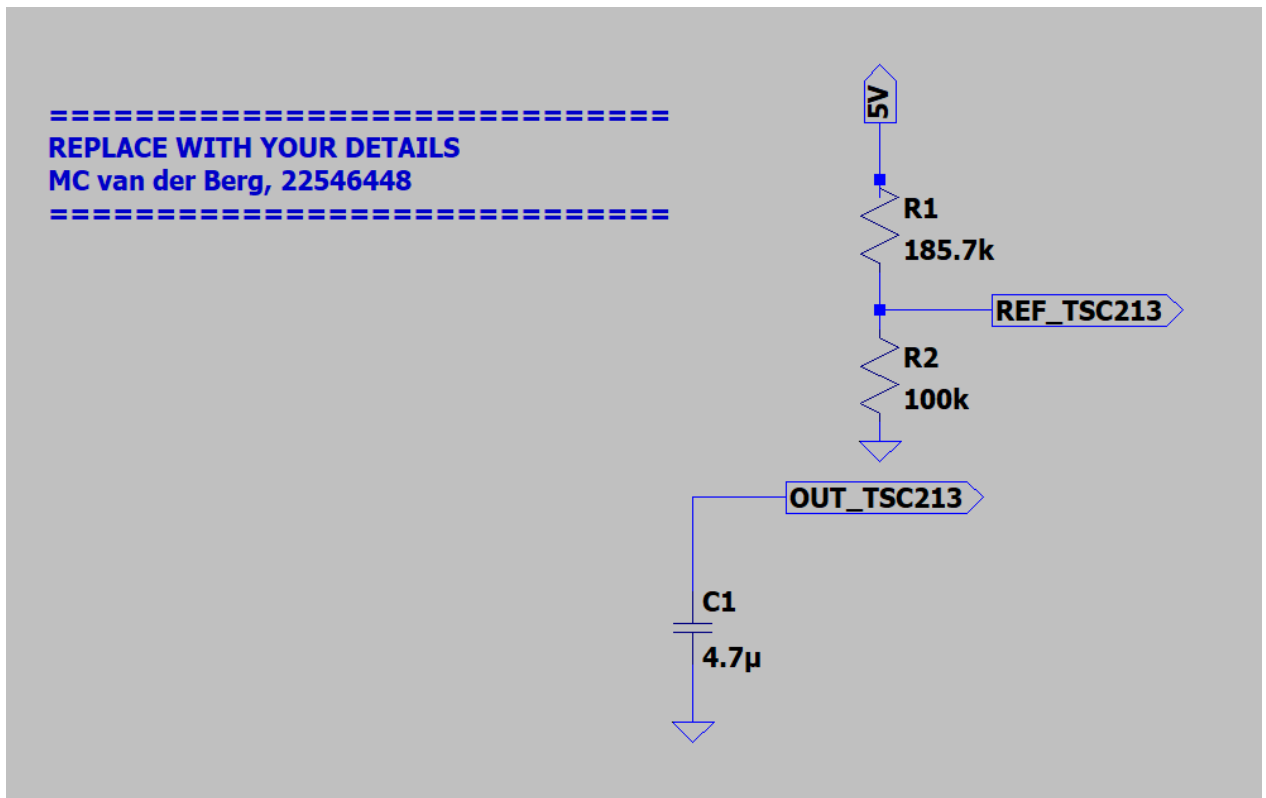 =============================
REPLACE WITH YOUR DETAILS
MC van der Berg, 22546448
=============================
5V
R1
185.7k
REF_TSC213
R2
100k
OUT_TSC213
C1
4.7µ